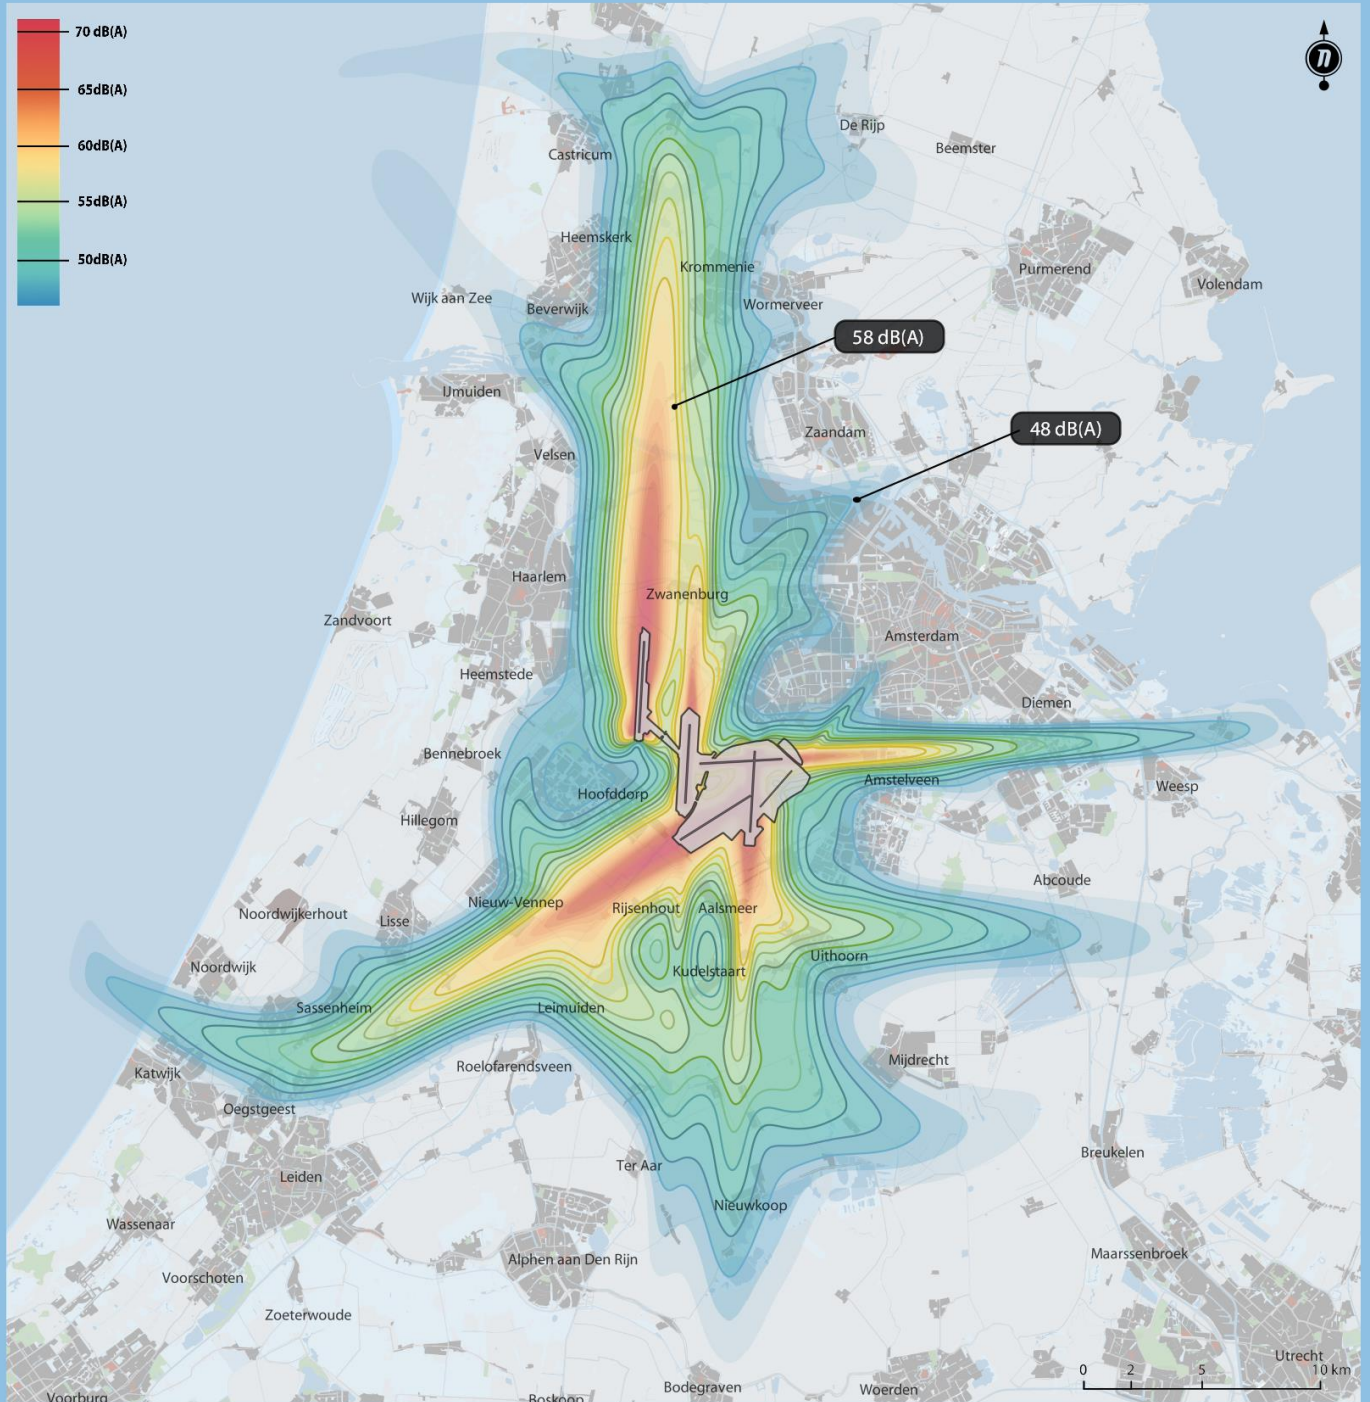 70 dB(A)
65dB(A)
60dB(A)
55dB(A)
50dB(A)
De Rijp
Beemster
Castricum
Heemskerk
Krommenie
Purmerend
Volendam
Wijk aan Zee
Beverwijk
Wormerveer
58 dB(A)
IJmuiden
Zaandam
48 dB(A)
Velsen
Haarlem
Zwanenburg
Zandvoort
Amsterdam
Heemstede
Diemen
Bennebroek
Amstelveen
Weesp
Hoofddorp
Hillegom
Abcoude
Nieuw-Vennep
Rijsenhout
Aalsmeer
Noordwijkerhout
Lisse
Uithoorn
Noordwijk
Kudelstaart
Sassenheim
Leimuiden
Mijdrecht
Roelofarendsveen
Katwijk
Oegstgeest
Breukelen
Ter Aar
Leiden
Nieuwkoop
Wassenaar
Maarssenbroek
Alphen aan Den Rijn
Voorschoten
Zoeterwoude
Utrecht
0 2 5 10 km
Bodegraven
Woerden
Voorburg
Boskoop